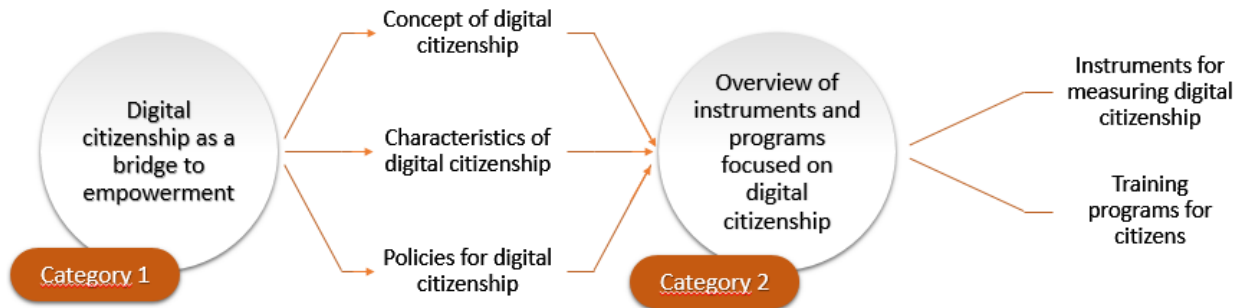 Digital
citizenship as a
bridge to
empowerment
Category 1
Concept of digital
citizenship
Characteristics of
digital citizenship
Policies for digital
citizenship
Overview of
instruments and
programs
focused on
digital
citizenship
Category 2
Instruments for
measuring digital
citizenship
Training
programs for
citizens